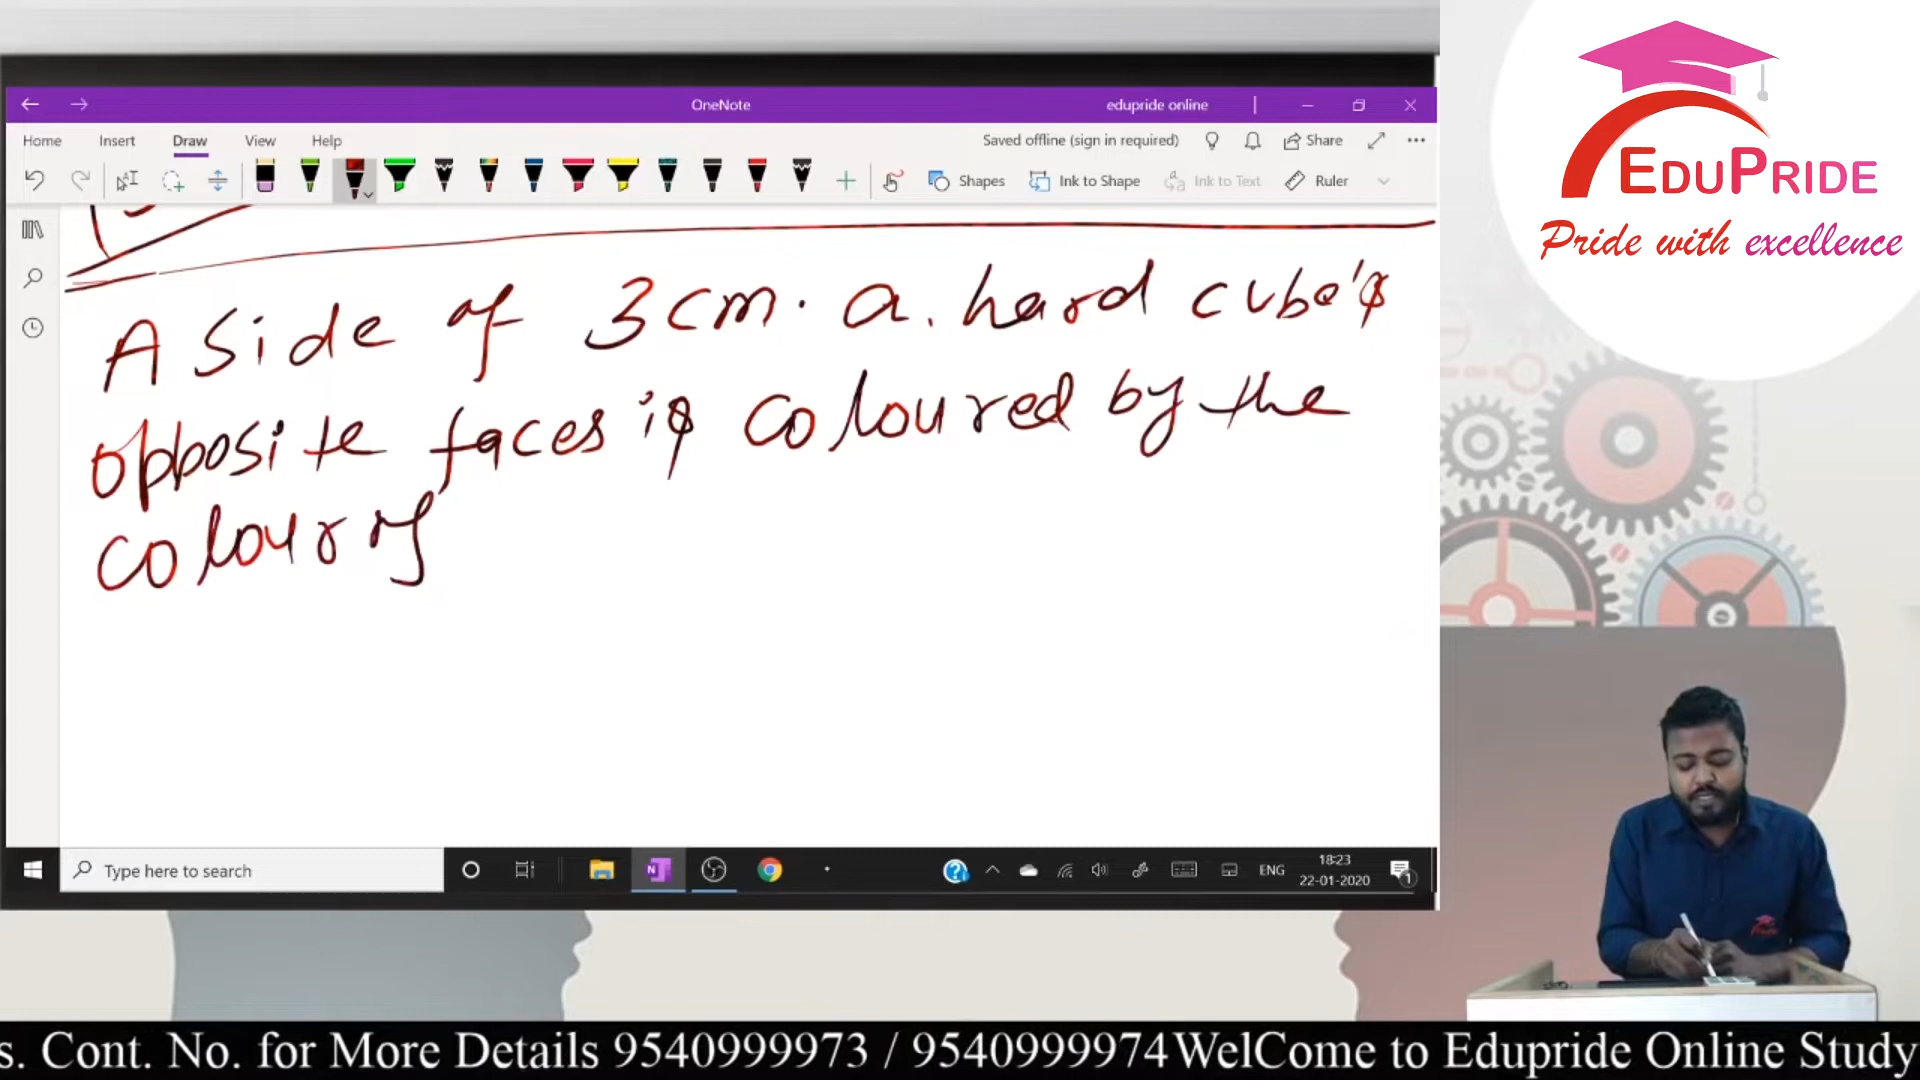 OneNote
edupride online
Home Insert Draw View Help
Saved offline (sign in required)
Share
Shapes
Ink to Shape
Ink to Text
Ruler
A Side of 3cm. a. hard cube's
opposite faces is coloured by the
colour of
EDUPRIDE
Pride with excellence
Type here to search
ENG
18:23
22-01-2020
1
s. Cont. No. for More Details 9540999973 / 9540999974WelCome to Edupride Online Study